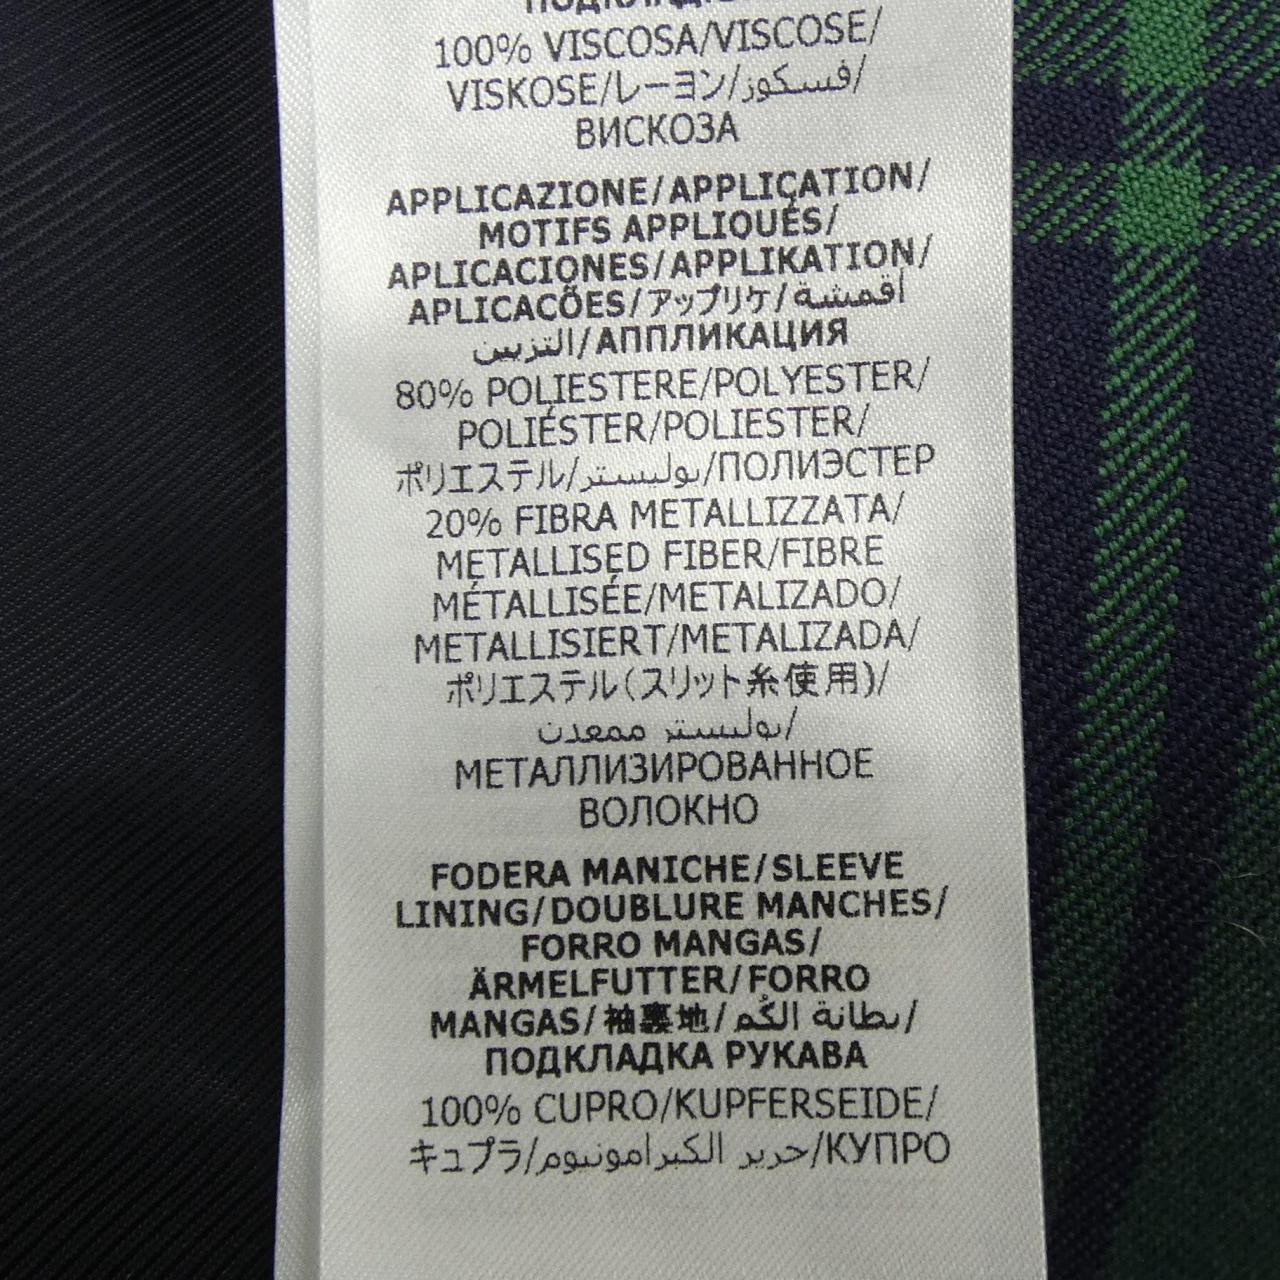 100% VISCOSA/VISCOSE/
VISKOSE/レーヨン/فسكوز/
ВИСКОЗА
APPLICAZIONE/APPLICATION/
MOTIFS APPLIQUÉS/
APLICACIONES/APPLIKATION/
APLICACÕES/アップリケ/أقمشة
التزيين/АППЛИКАЦИЯ
80% POLIESTERE/POLYESTER/
POLIÉSTER/POLIESTER/
ポリエステル/بوليستر/ПОЛИЭСТЕР
20% FIBRA METALLIZZATA/
METALLISED FIBER/FIBRE
MÉTALLISÉE/METALIZADO/
METALLISIERT/METALIZADA/
ポリエステル(スリット糸使用)/
بوليستر ممعدن/
МЕТАЛЛИЗИРОВАННОЕ
ВОЛОКНО
FODERA MANICHE/SLEEVE
LINING/DOUBLURE MANCHES/
FORRO MANGAS/
ÄRMELFUTTER/FORRO
MANGAS/袖裏地/بطانة الكُم/
ПОДКЛАДКА РУКАВА
100% CUPRO/KUPFERSEIDE/
キュプラ/حرير الكبرامونيوم/КУПРО